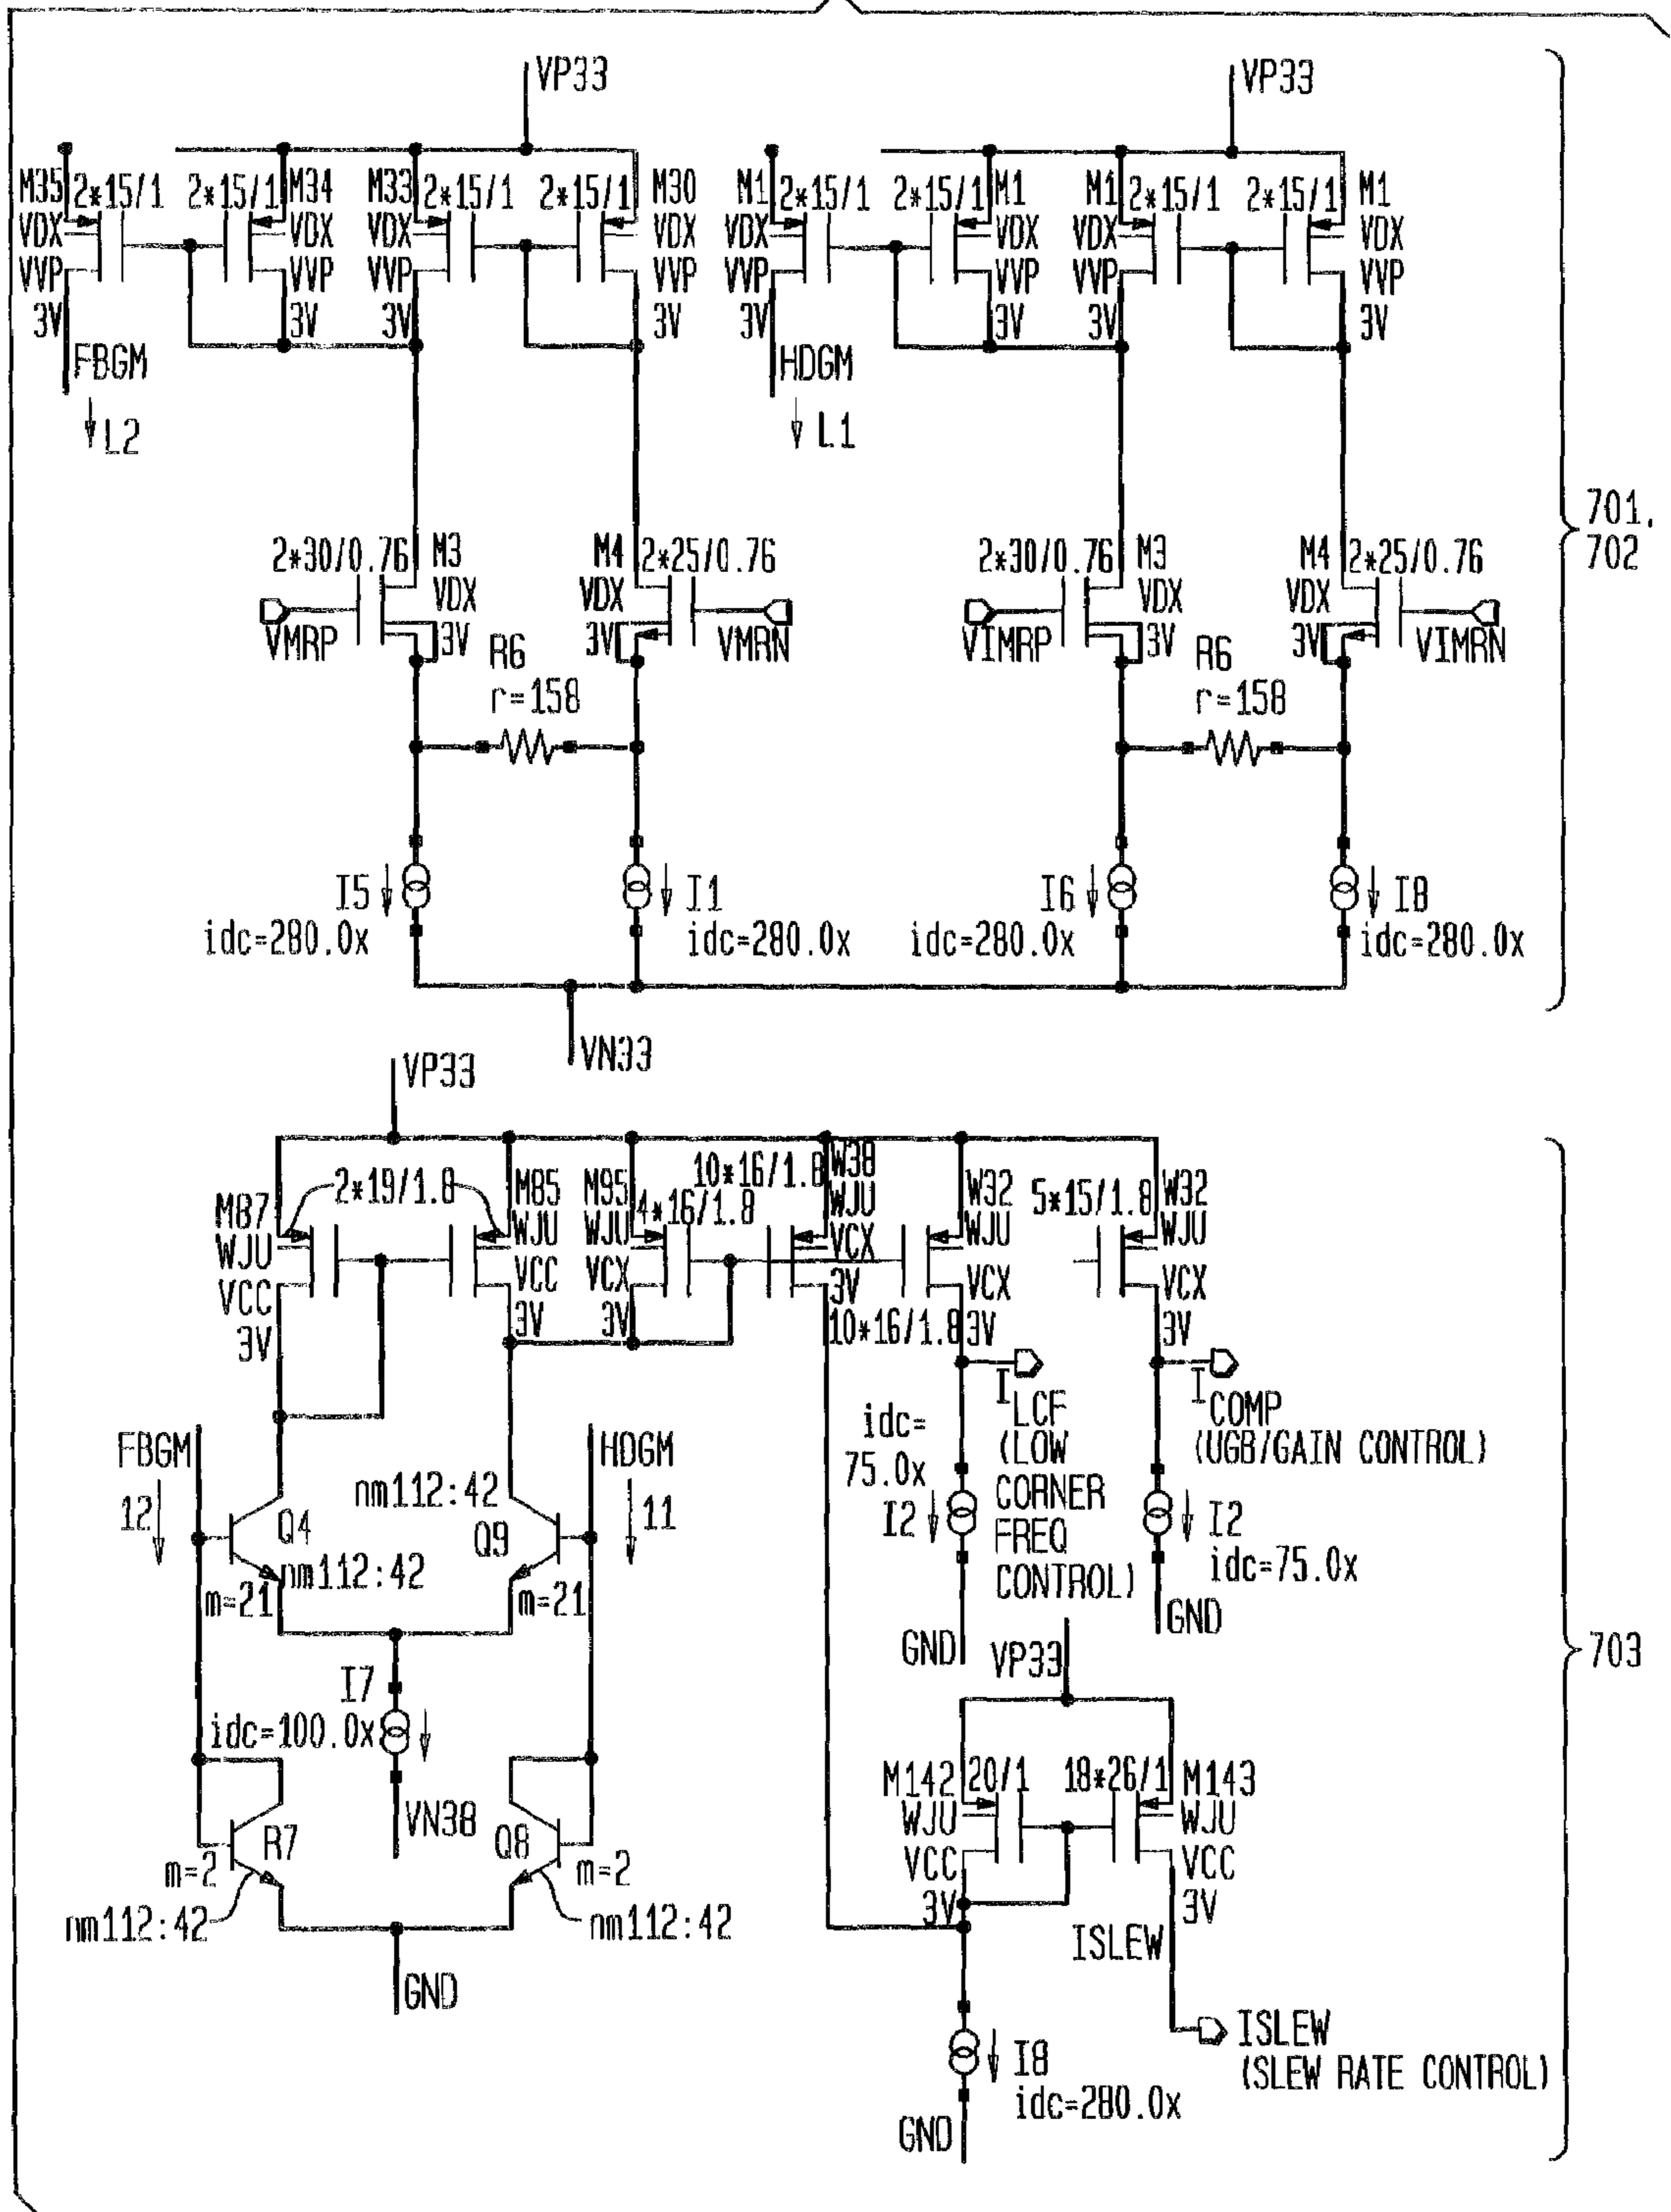 VP33
VP33
M35 2*15/1 2*15/1 M34 M33 2*15/1 2*15/1 M30 M1 2*15/1 2*15/1 M1 M1 2*15/1 2*15/1 M1
VDX VDX VDX VDX VDX VDX VDX VDX
VVP VVP VVP VVP VVP VVP VVP VVP
3V 3V 3V 3V 3V 3V 3V 3V
FBGM HDGM
L2 L1
701,
702
2*30/0.76 M3 M4 2*25/0.76 2*30/0.76 M3 M4 2*25/0.76
VDX VDX VDX VDX
VMRP 3V R6 3V VMRN VIMRP 3V R6 3V VIMRN
r=158 r=158
I5 I1 I6 I8
idc=280.0x idc=280.0x idc=280.0x idc=280.0x
VN33
VP33
M87 2*19/1.8 M85 M95 4*16/1.8 10*16/1.8 W38 W32 5*15/1.8 W32
WJU WJU WJU WJU WJU WJU
VCC VCC VCX VCX VCX VCX
3V 3V 3V 3V 10*16/1.8 3V 3V
FBGM HDGM
12 11
nm112:42
Q4 Q9
nm112:42
m=21 m=21
idc=
75.0x
I2
I LCF
(LOW
CORNER
FREQ
CONTROL)
GND
I COMP
(UGB/GAIN CONTROL)
I2
idc=75.0x
GND
703
I7
idc=100.0x
VN38
R7 Q8
m=2 m=2
nm112:42 nm112:42
GND
VP33
M142 20/1 18*26/1 M143
WJU WJU
VCC VCC
3V 3V
ISLEW
ISLEW
(SLEW RATE CONTROL)
I8
idc=280.0x
GND